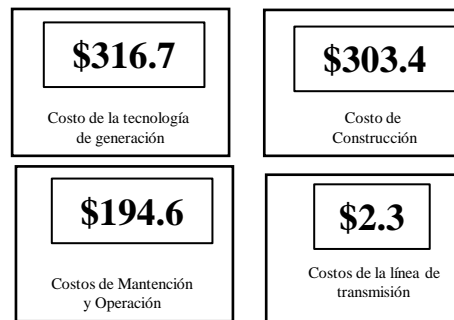 $316.7
Costo de la tecnología
de generación
$303.4
Costo de
Construcción
$194.6
Costos de Mantención
y Operación
$2.3
Costos de la línea de
transmisión